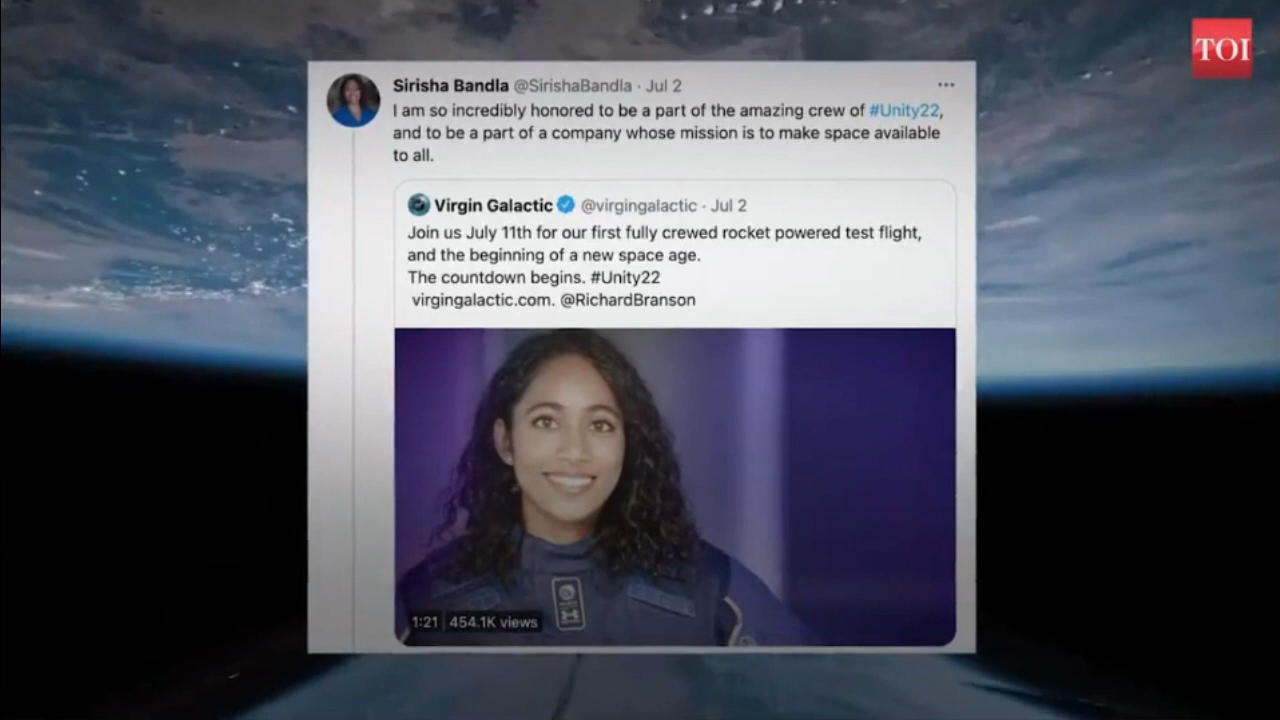 TOI
Sirisha Bandla @SirishaBandla · Jul 2
I am so incredibly honored to be a part of the amazing crew of #Unity22,
and to be a part of a company whose mission is to make space available
to all.
Virgin Galactic @virgingalactic · Jul 2
Join us July 11th for our first fully crewed rocket powered test flight,
and the beginning of a new space age.
The countdown begins. #Unity22
virgingalactic.com. @RichardBranson
1:21 454.1K views